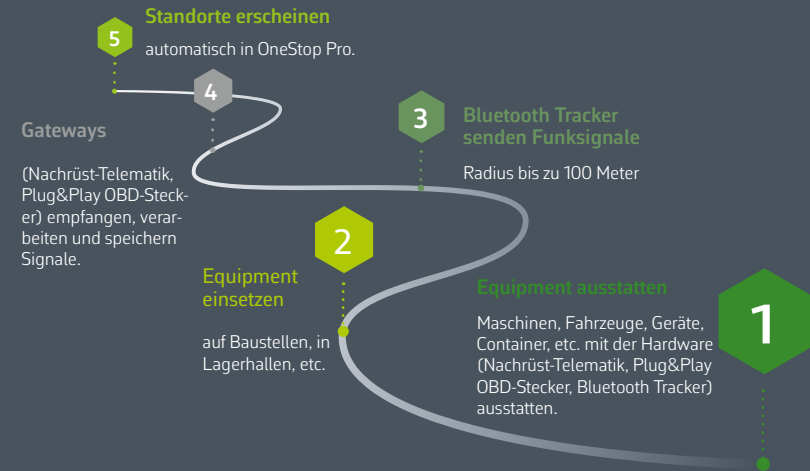 Standorte erscheinen
5
automatisch in OneStop Pro.
4
Gateways
(Nachrüst-Telematik,
Plug&Play OBD-Steck-
er) empfangen, verar-
beiten und speichern
Signale.
3
Bluetooth Tracker
senden Funksignale
Radius bis zu 100 Meter
2
Equipment
einsetzen
auf Baustellen, in
Lagerhallen, etc.
1
Equipment ausstatten
Maschinen, Fahrzeuge, Geräte,
Container, etc. mit der Hardware
(Nachrüst-Telematik, Plug&Play
OBD-Stecker, Bluetooth Tracker)
ausstatten.